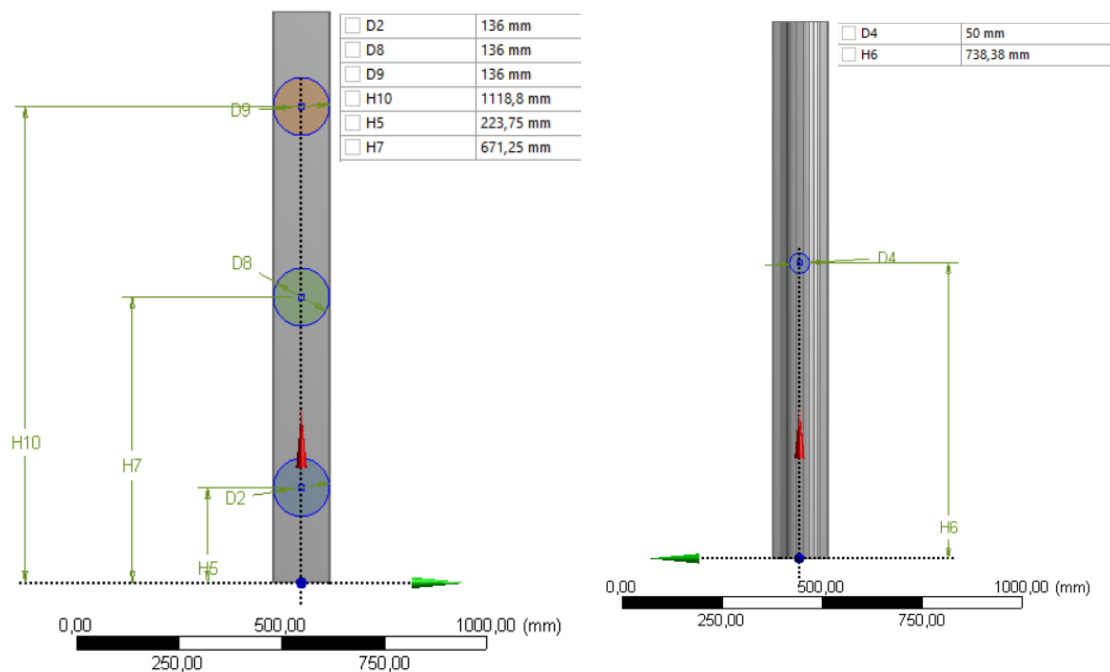 D2 136 mm
D8 136 mm
D9 136 mm
H10 1118,8 mm
H5 223,75 mm
H7 671,25 mm
D9
D8
H10
H7
D2
H5
0,00 500,00 1000,00 (mm)
250,00 750,00
D4 50 mm
H6 738,38 mm
D4
H6
0,00 500,00 1000,00 (mm)
250,00 750,00